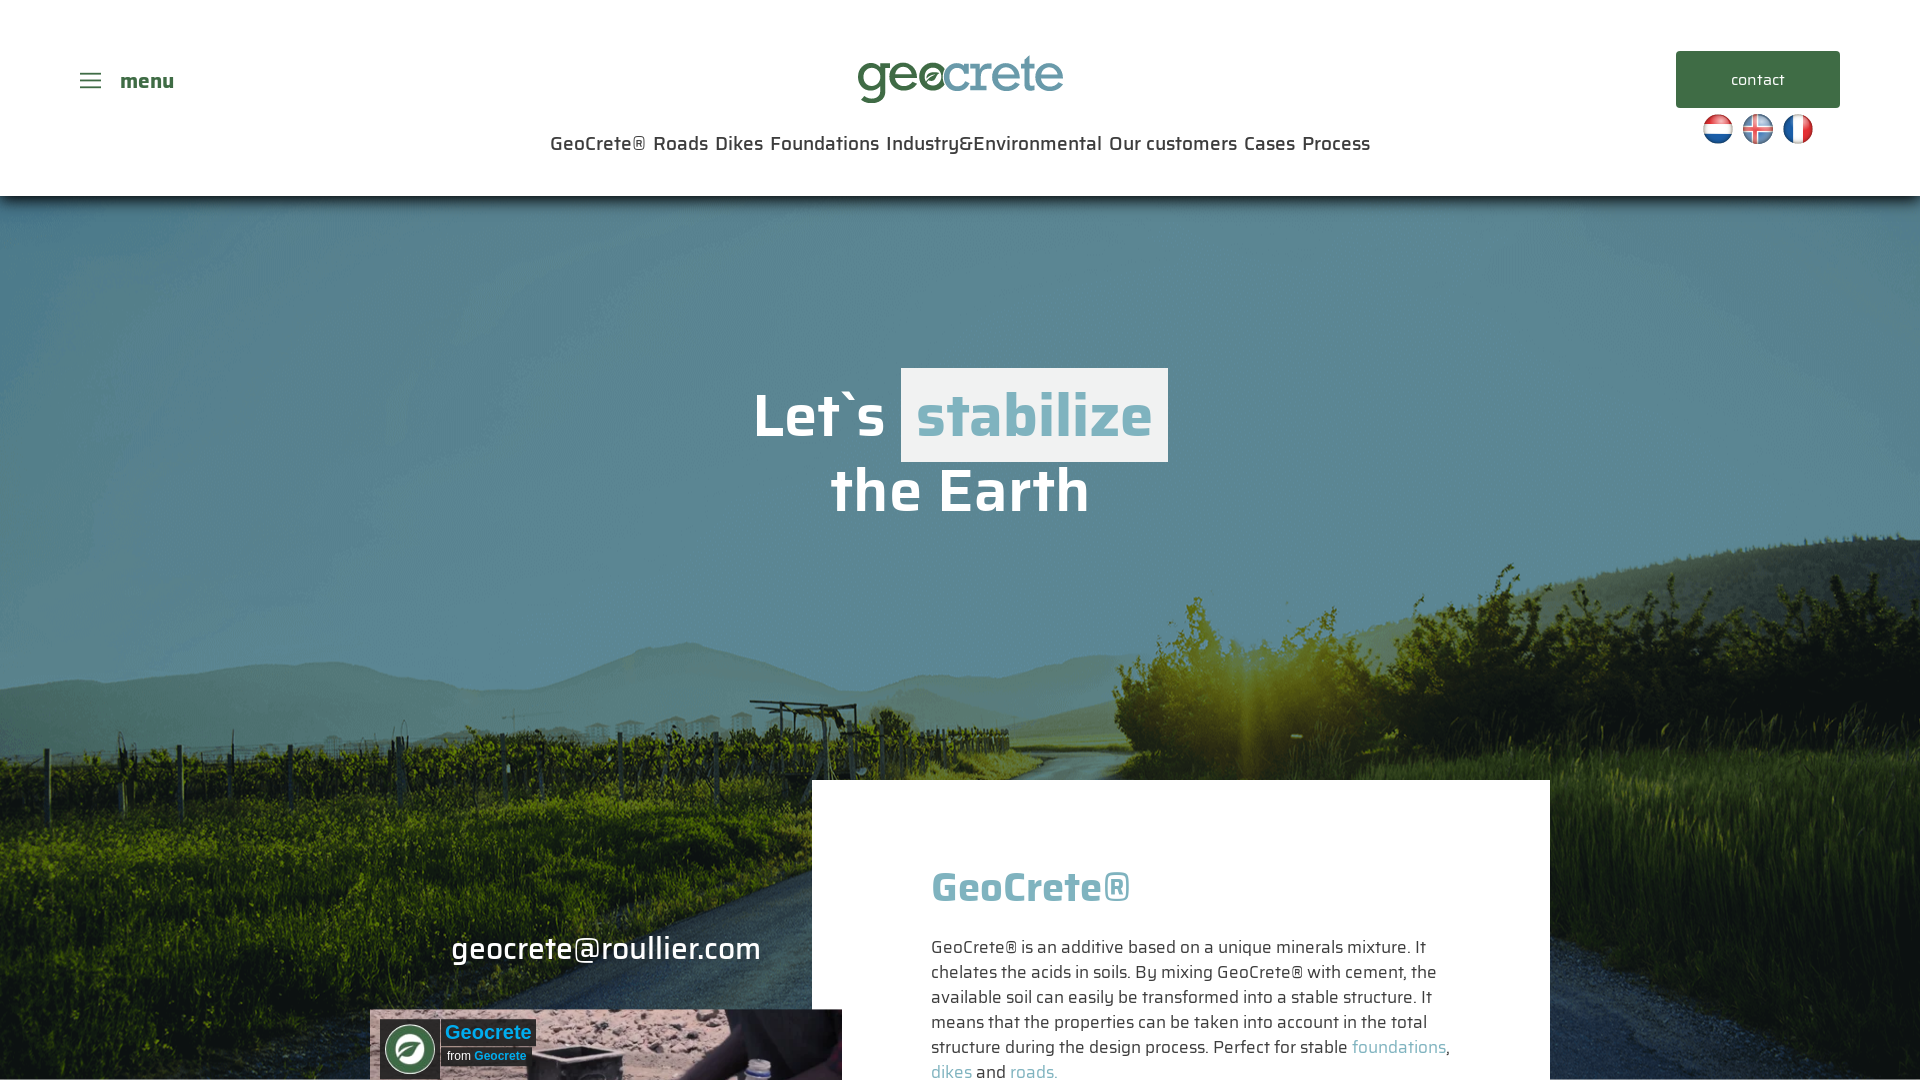 menu
geocrete
contact
GeoCrete® Roads Dikes Foundations Industry&Environmental Our customers Cases Process
Let`s stabilize
the Earth
geocrete@roullier.com
Geocrete
from Geocrete
GeoCrete®
GeoCrete® is an additive based on a unique minerals mixture. It
chelates the acids in soils. By mixing GeoCrete® with cement, the
available soil can easily be transformed into a stable structure. It
means that the properties can be taken into account in the total
structure during the design process. Perfect for stable foundations,
dikes and roads.